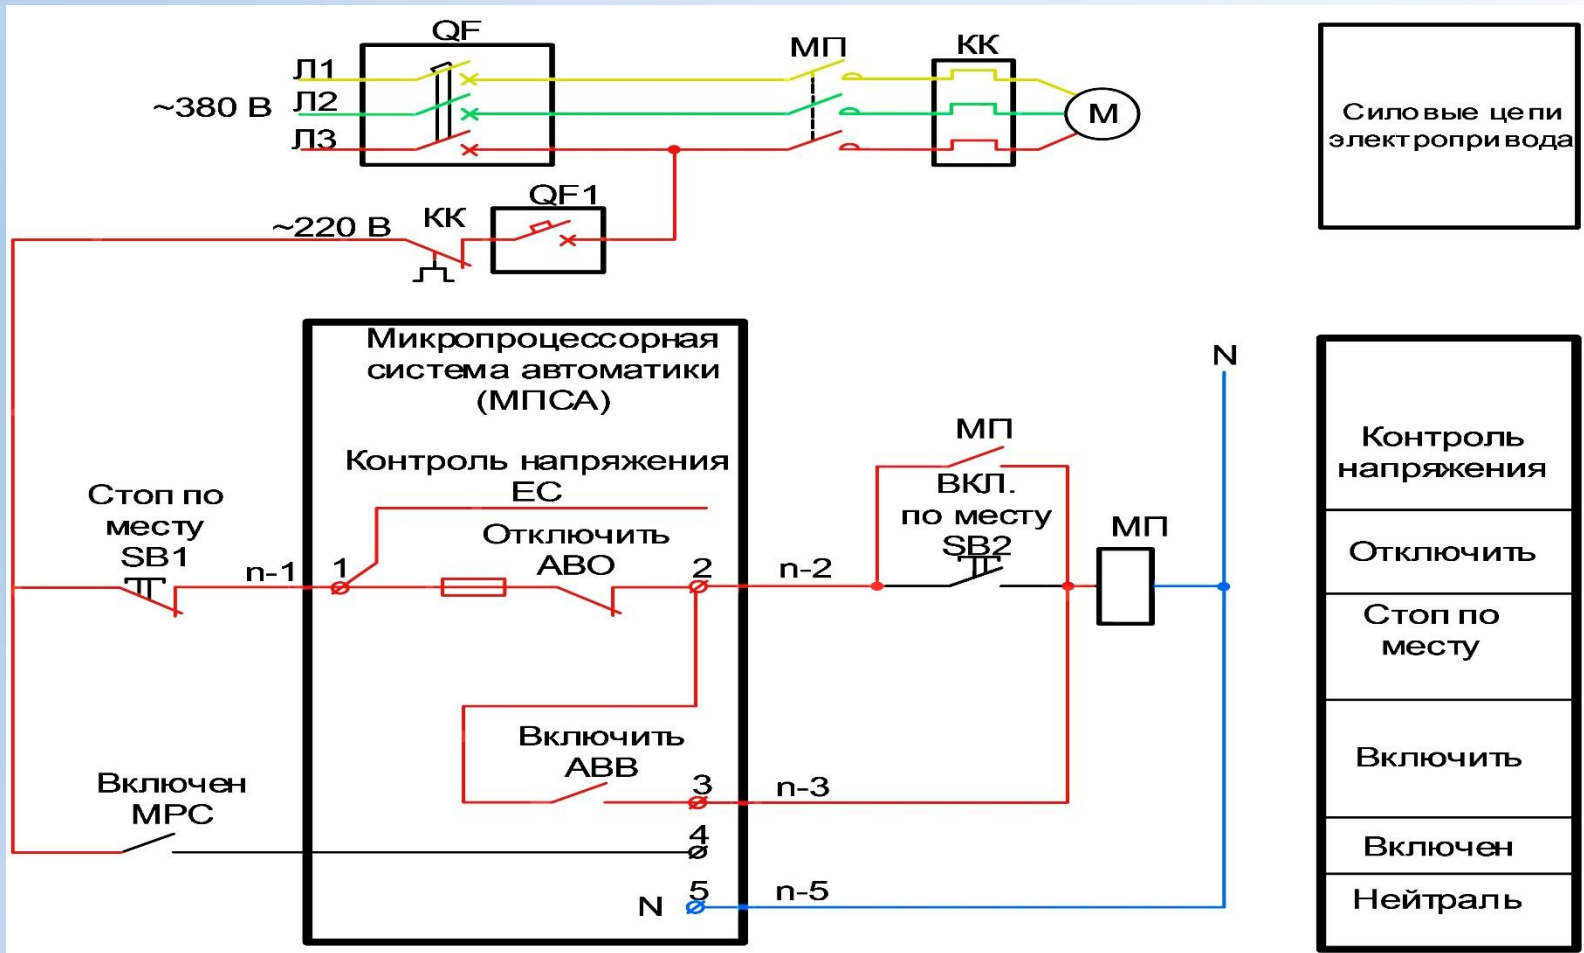 QF
МП
КК
Л1
~380 В
Л2
Л3
М
Силовые цепи
электропривода
QF1
КК
~220 В
Микропроцессорная
система автоматики
(МПСА)
N
МП
Контроль напряжения
ЕС
ВКЛ.
по месту
SB2
Стоп по
месту
SB1
n-1
1
Отключить
АВО
2
n-2
МП
Включить
АВВ
3
n-3
Включен
МРС
4
N
5
n-5
Контроль
напряжения
Отключить
Стоп по
месту
Включить
Включен
Нейтраль